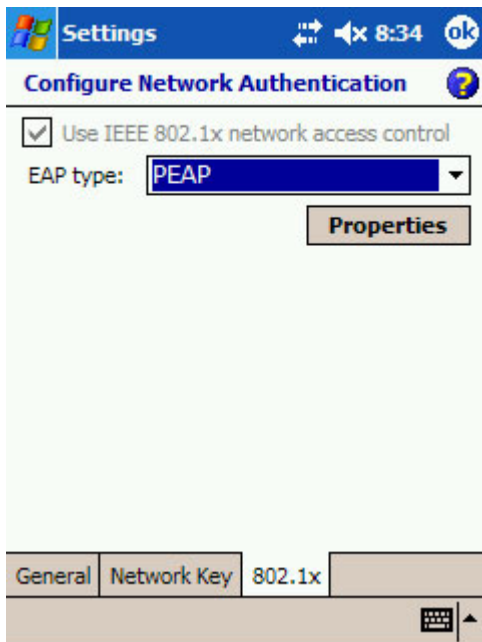 Settings 8:34 ok
Configure Network Authentication ?
Use IEEE 802.1x network access control
EAP type: PEAP
Properties
General Network Key 802.1x